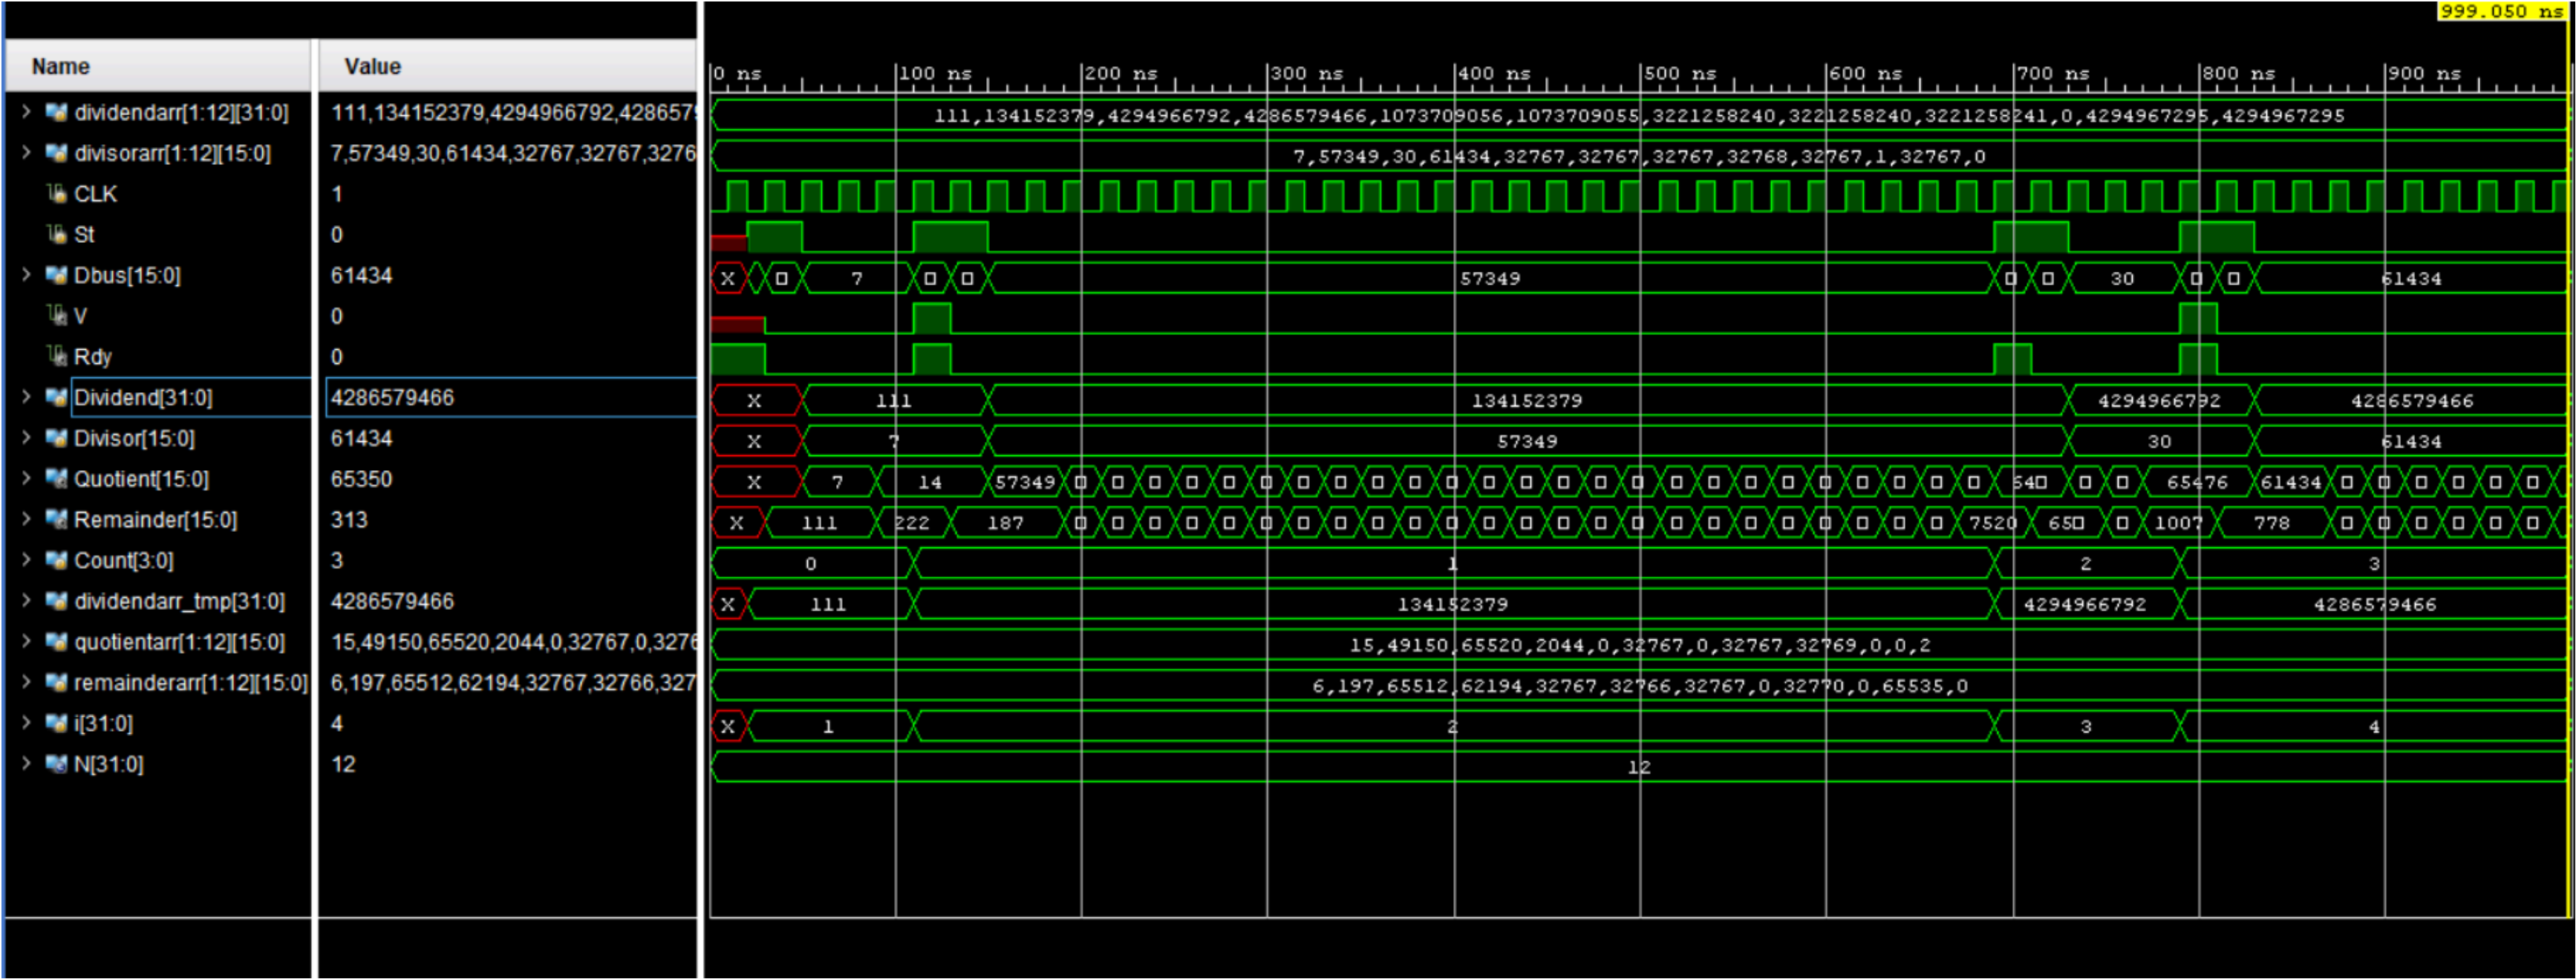 999.050 ns
Name Value 0 ns 100 ns 200 ns 300 ns 400 ns 500 ns 600 ns 700 ns 800 ns 900 ns
dividendarr[1:12][31:0] 111,134152379,4294966792,428657 111,134152379,4294966792,4286579466,1073709056,1073709055,3221258240,3221258240,3221258241,0,4294967295,4294967295
divisorarr[1:12][15:0] 7,57349,30,61434,32767,32767,3276 7,57349,30,61434,32767,32767,32767,32768,32767,1,32767,0
CLK 1
St 0
Dbus[15:0] 61434 X 7 57349 30 61434
V 0
Rdy 0
Dividend[31:0] 4286579466 X 111 134152379 4294966792 4286579466
Divisor[15:0] 61434 X 7 57349 30 61434
Quotient[15:0] 65350 X 7 14 57349 640 65476 61434
Remainder[15:0] 313 X 111 222 187 7520 650 1007 778
Count[3:0] 3 0 1 2 3
dividendarr_tmp[31:0] 4286579466 X 111 134152379 4294966792 4286579466
quotientarr[1:12][15:0] 15,49150,65520,2044,0,32767,0,3276 15,49150,65520,2044,0,32767,0,32767,32769,0,0,2
remainderarr[1:12][15:0] 6,197,65512,62194,32767,32766,327 6,197,65512,62194,32767,32766,32767,0,32770,0,65535,0
i[31:0] 4 X 1 2 3 4
N[31:0] 12 12